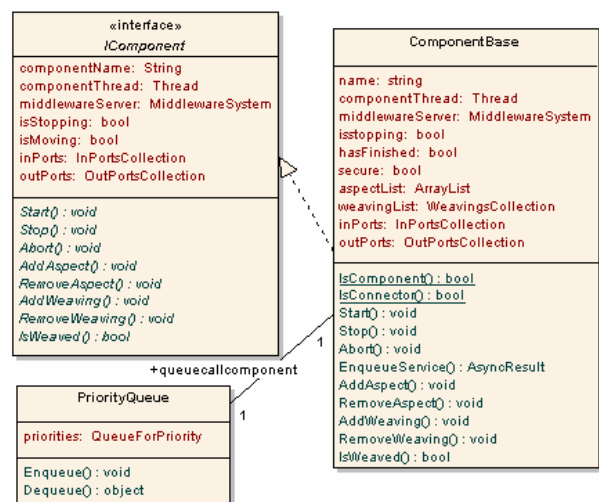 «interface»
IComponent
componentName: String
componentThread: Thread
middlewareServer: MiddlewareSystem
isStopping: bool
isMoving: bool
inPorts: InPortsCollection
outPorts: OutPortsCollection
Start() : void
Stop() : void
Abort() : void
AddAspect() : void
RemoveAspect() : void
AddWeaving() : void
RemoveWeaving() : void
IsWeaved() : bool
ComponentBase
name: string
componentThread: Thread
middlewareServer: MiddlewareSystem
isstopping: bool
hasFinished: bool
secure: bool
aspectList: ArrayList
weavingList: WeavingsCollection
inPorts: InPortsCollection
outPorts: OutPortsCollection
IsComponent() : bool
IsConnector() : bool
Start() : void
Stop() : void
Abort() : void
EnqueueService() : AsyncResult
AddAspect() : void
RemoveAspect() : void
AddWeaving() : void
RemoveWeaving() : void
IsWeaved() : bool
1
+queuecallcomponent
1
PriorityQueue
priorities: QueueForPriority
Enqueue() : void
Dequeue() : object